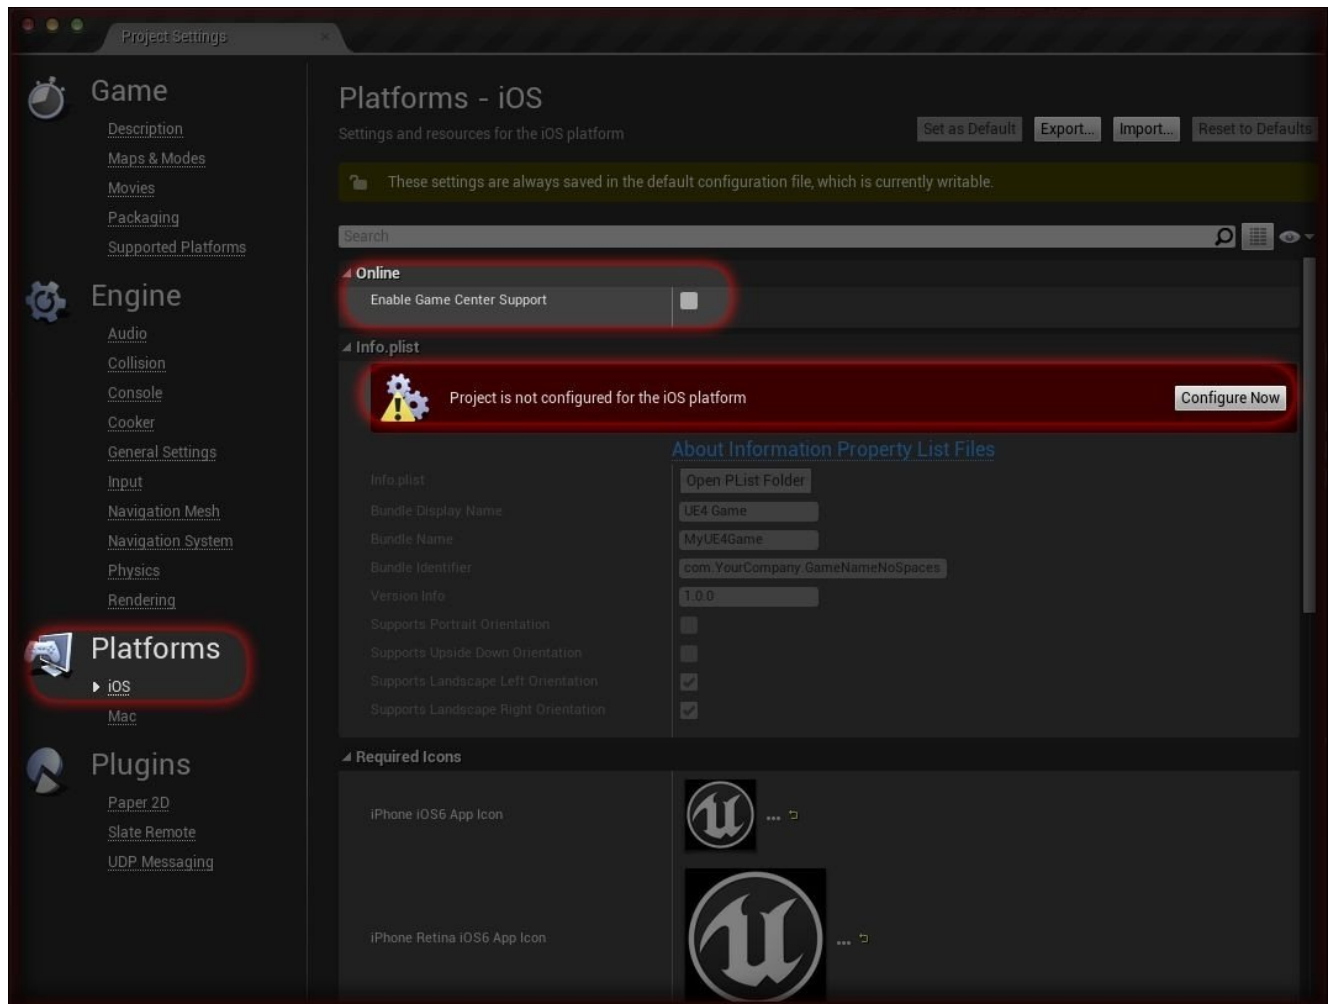 Project Settings
Game
Description
Maps & Modes
Movies
Packaging
Supported Platforms
Engine
Audio
Collision
Console
Cooker
General Settings
Input
Navigation Mesh
Navigation System
Physics
Rendering
Platforms
iOS
Mac
Plugins
Paper 2D
Slate Remote
UDP Messaging
Platforms - iOS
Settings and resources for the iOS platform
Set as Default Export... Import... Reset to Defaults
These settings are always saved in the default configuration file, which is currently writable.
Search
Online
Enable Game Center Support
Info.plist
Project is not configured for the iOS platform Configure Now
About Information Property List Files
Info.plist Open PList Folder
Bundle Display Name UE4 Game
Bundle Name MyUE4Game
Bundle Identifier com.YourCompany.GameNameNoSpaces
Version Info 1.0.0
Supports Portrait Orientation
Supports Upside Down Orientation
Supports Landscape Left Orientation
Supports Landscape Right Orientation
Required Icons
iPhone iOS6 App Icon ...
iPhone Retina iOS6 App Icon ...